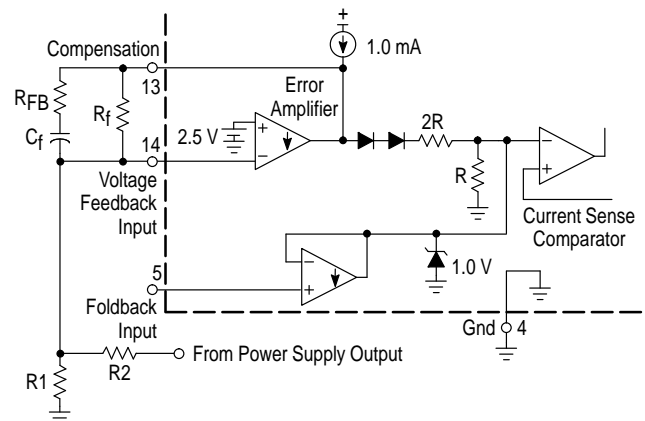 +
1.0 mA
Compensation
13
Error
Amplifier
RFB
Rf
Cf
2.5 V
+
−
14
Voltage
Feedback
Input
2R
R
−
+
Current Sense
Comparator
5
−
+
1.0 V
Foldback
Input
Gnd
4
From Power Supply Output
R1
R2